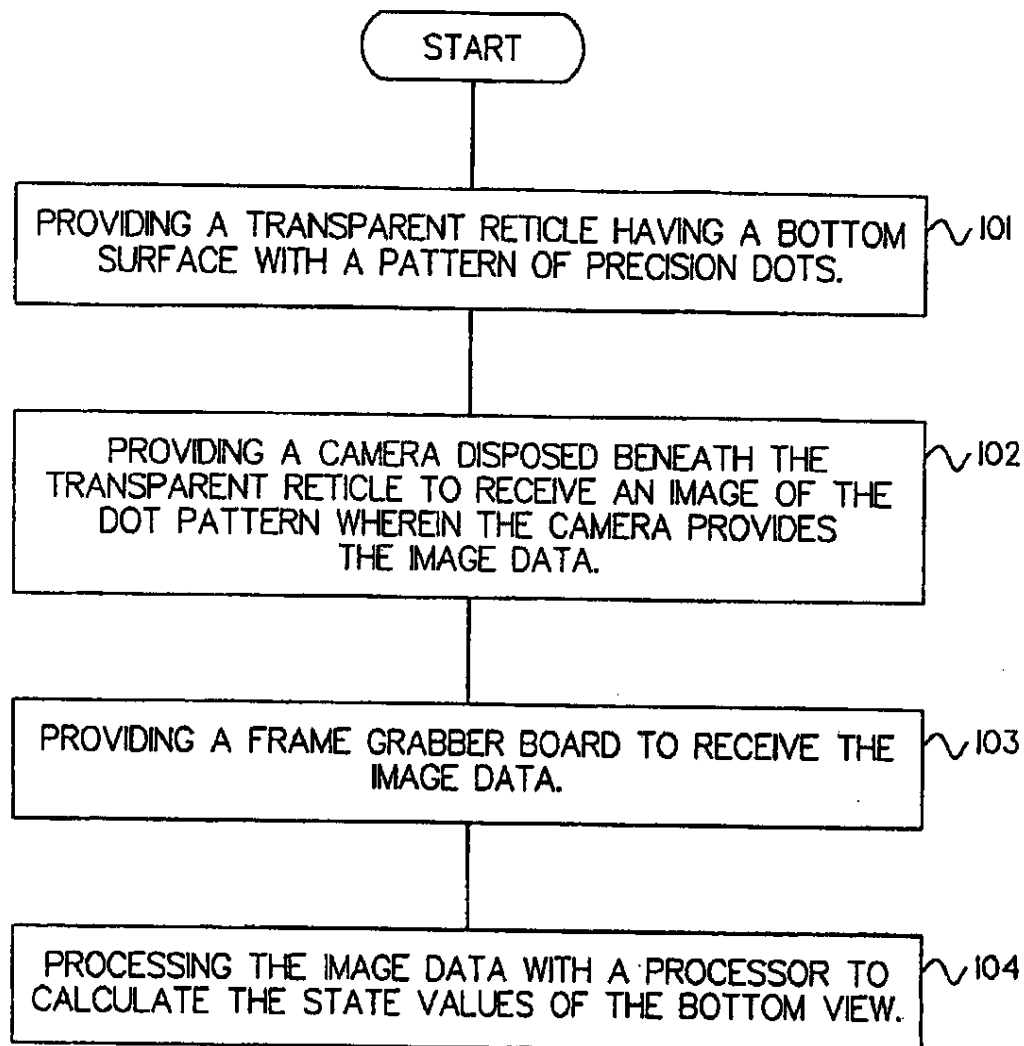 START
PROVIDING A TRANSPARENT RETICLE HAVING A BOTTOM
SURFACE WITH A PATTERN OF PRECISION DOTS.
101
PROVIDING A CAMERA DISPOSED BENEATH THE
TRANSPARENT RETICLE TO RECEIVE AN IMAGE OF THE
DOT PATTERN WHEREIN THE CAMERA PROVIDES
THE IMAGE DATA.
102
PROVIDING A FRAME GRABBER BOARD TO RECEIVE THE
IMAGE DATA.
103
PROCESSING THE IMAGE DATA WITH A PROCESSOR TO
CALCULATE THE STATE VALUES OF THE BOTTOM VIEW.
104